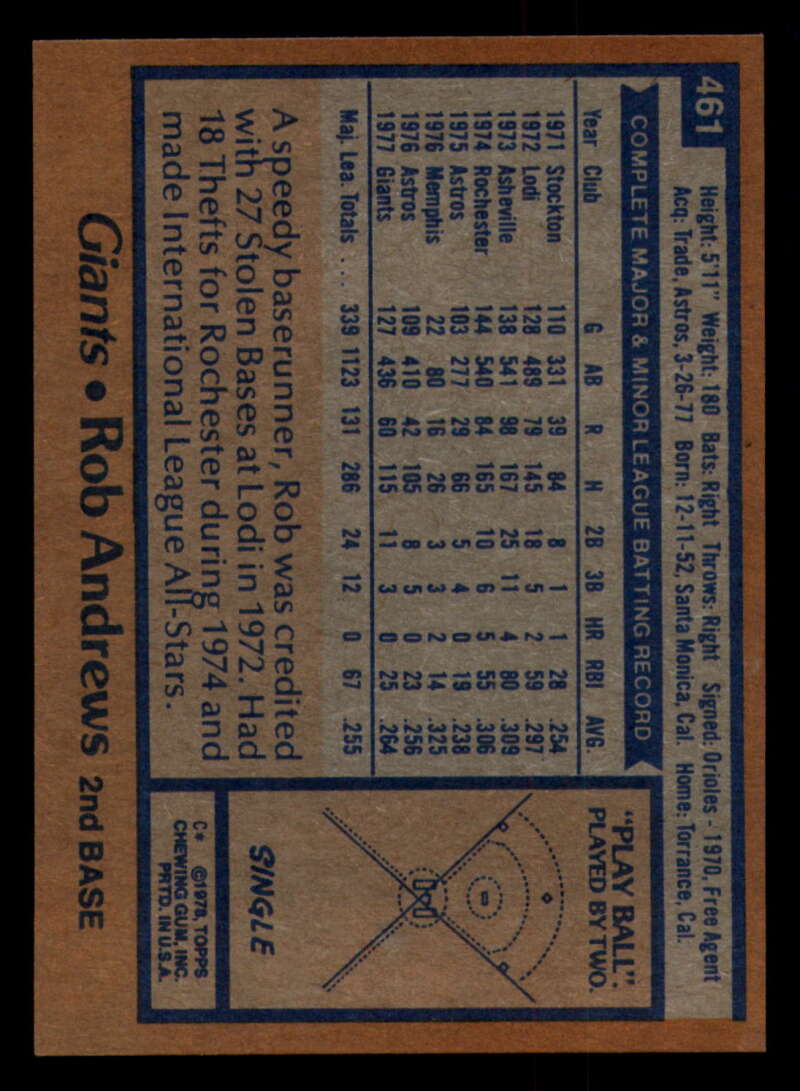 461
Height: 5'11" Weight: 180 Bats: Right Throws: Right Signed: Orioles - 1970, Free Agent
Acq: Trade, Astros, 3-26-77 Born: 12-11-52, Santa Monica, Cal. Home: Torrance, Cal.
COMPLETE MAJOR & MINOR LEAGUE BATTING RECORD
Year Club G AB R H 2B 3B HR RBI AVG.
1971 Stockton 110 331 39 84 8 1 1 28 .254
1972 Lodi 128 489 79 145 18 5 2 59 .297
1973 Asheville 138 541 98 167 25 11 4 80 .309
1974 Rochester 144 540 84 165 10 6 5 55 .306
1975 Astros 103 277 29 66 5 4 0 19 .238
1976 Memphis 22 80 16 26 3 3 2 14 .325
1976 Astros 109 410 42 105 8 5 0 23 .256
1977 Giants 127 436 60 115 11 3 0 25 .264
Maj. Lea. Totals ... 339 1123 131 286 24 12 0 67 .255
A speedy baserunner, Rob was credited
with 27 Stolen Bases at Lodi in 1972. Had
18 Thefts for Rochester during 1974 and
made International League All-Stars.
"PLAY BALL":
PLAYED BY TWO.
SINGLE
C* ©1978, TOPPS
CHEWING GUM, INC.
PRTD. IN U.S.A.
Giants • Rob Andrews 2nd BASE